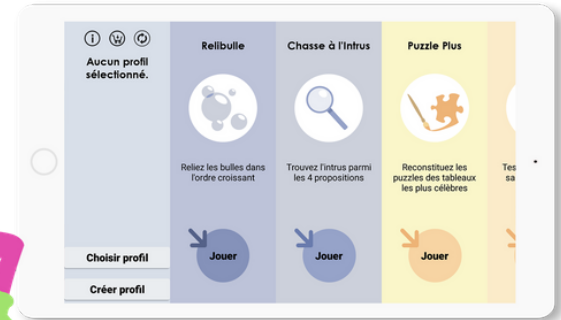 Aucun profil
sélectionné.
Choisir profil
Créer profil
Relibulle
Reliez les bulles dans
l'ordre croissant
Jouer
Chasse à l'Intrus
Trouvez l'intrus parmi
les 4 propositions
Jouer
Puzzle Plus
Reconstituez les
puzzles des tableaux
les plus célèbres
Jouer